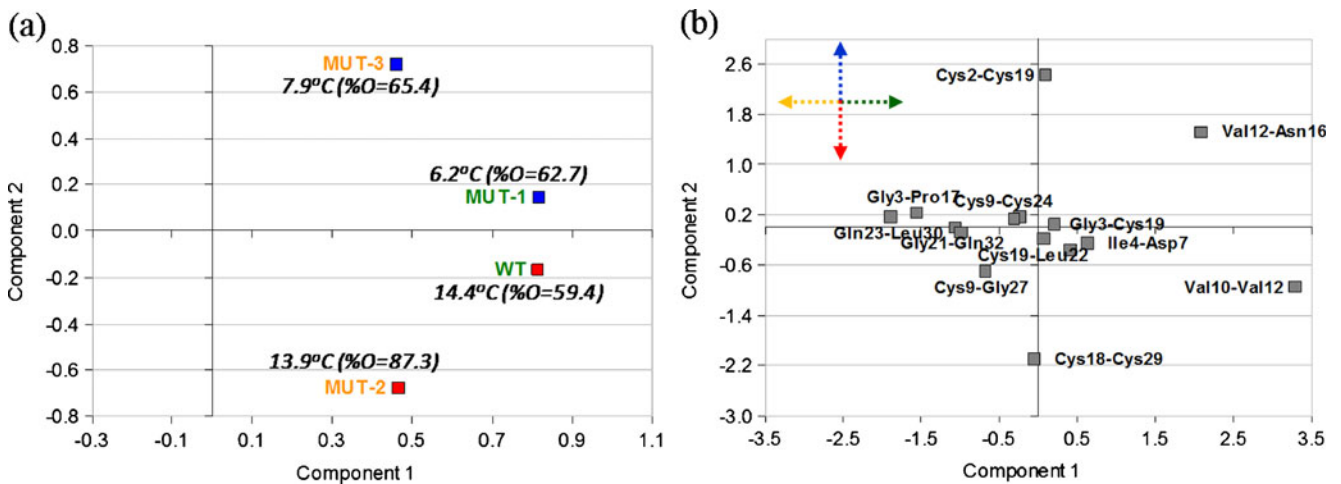 (a)
0.8
0.6
0.4
0.2
0.0
-0.2
-0.4
-0.6
-0.8
Component 2
MUT-3
7.9ºC (%O=65.4)
6.2ºC (%O=62.7)
MUT-1
WT
14.4ºC (%O=59.4)
13.9ºC (%O=87.3)
MUT-2
-0.3 -0.1 0.1 0.3 0.5 0.7 0.9 1.1
Component 1
(b)
2.6
1.8
1.0
0.2
-0.6
-1.4
-2.2
-3.0
Component 2
Cys2-Cys19
Val12-Asn16
Gly3-Pro17 Cys9-Cys24
Gly3-Cys19
Gln23-Leu30
Gly21-Gln32
Ile4-Asp7
Cys19-Leu22
Cys9-Gly27
Val10-Val12
Cys18-Cys29
-3.5 -2.5 -1.5 -0.5 0.5 1.5 2.5 3.5
Component 1